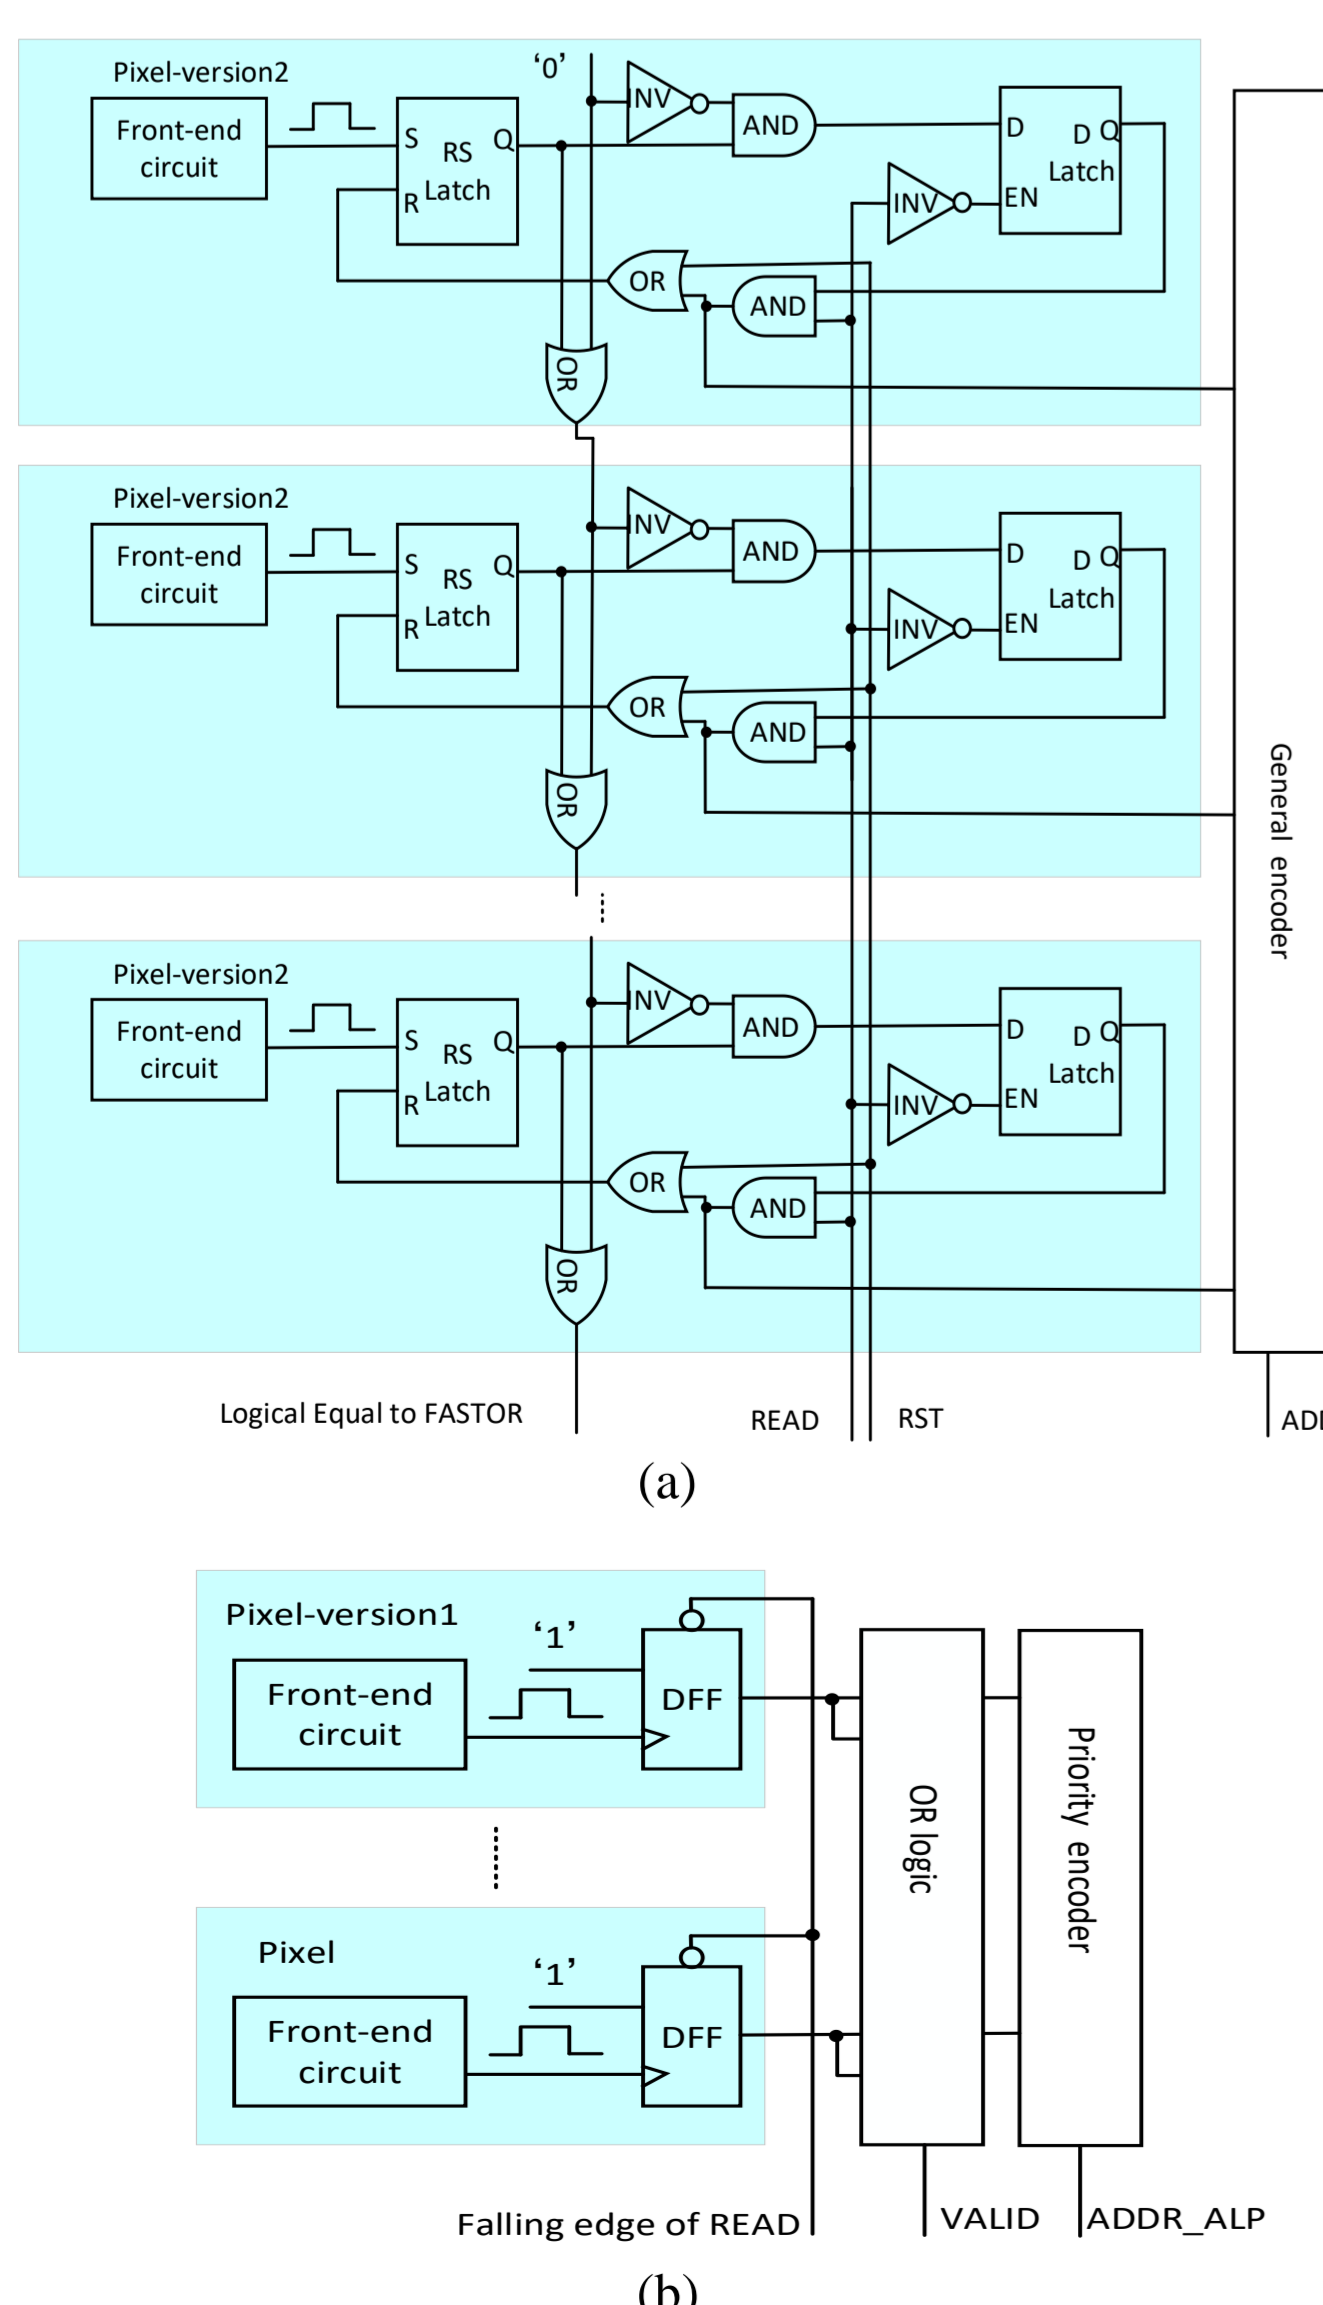 Pixel-version2
‘0’
Front-end
circuit
S
RS
Latch
Q
R
INV
AND
D
D Q
Latch
EN
INV
OR
AND
OR
Pixel-version2
Front-end
circuit
S
RS
Latch
Q
R
INV
AND
D
D Q
Latch
EN
INV
OR
AND
OR
General encoder
Pixel-version2
Front-end
circuit
S
RS
Latch
Q
R
INV
AND
D
D Q
Latch
EN
INV
OR
AND
OR
Logical Equal to FASTOR
READ
RST
(a)
Pixel-version1
‘1’
Front-end
circuit
DFF
OR logic
Priority encoder
Pixel
‘1’
Front-end
circuit
DFF
Falling edge of READ
VALID
ADDR_ALP
(b)